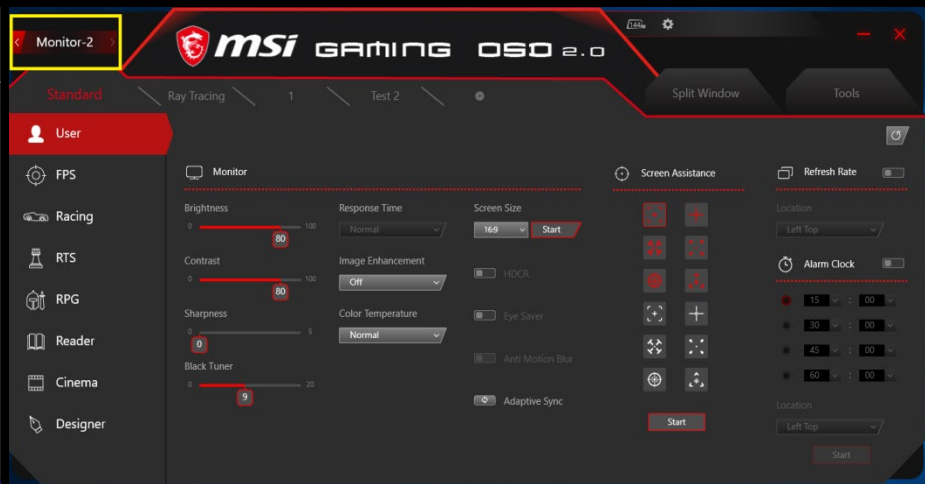 Monitor-2
msi GAMING OSD 2.0
144Hz
Standard
Ray Tracing
1
Test 2
Split Window
Tools
User
FPS
Racing
RTS
RPG
Reader
Cinema
Designer
Monitor
Brightness
0 100
80
Contrast
0 100
80
Sharpness
0 5
0
Black Tuner
0 20
9
Response Time
Normal
Image Enhancement
Off
Color Temperature
Normal
Screen Size
16:9 Start
HDCR
Eye Saver
Anti Motion Blur
Adaptive Sync
Screen Assistance
Start
Refresh Rate
Location
Left Top
Alarm Clock
15 : 00
30 : 00
45 : 00
60 : 00
Location
Left Top
Start